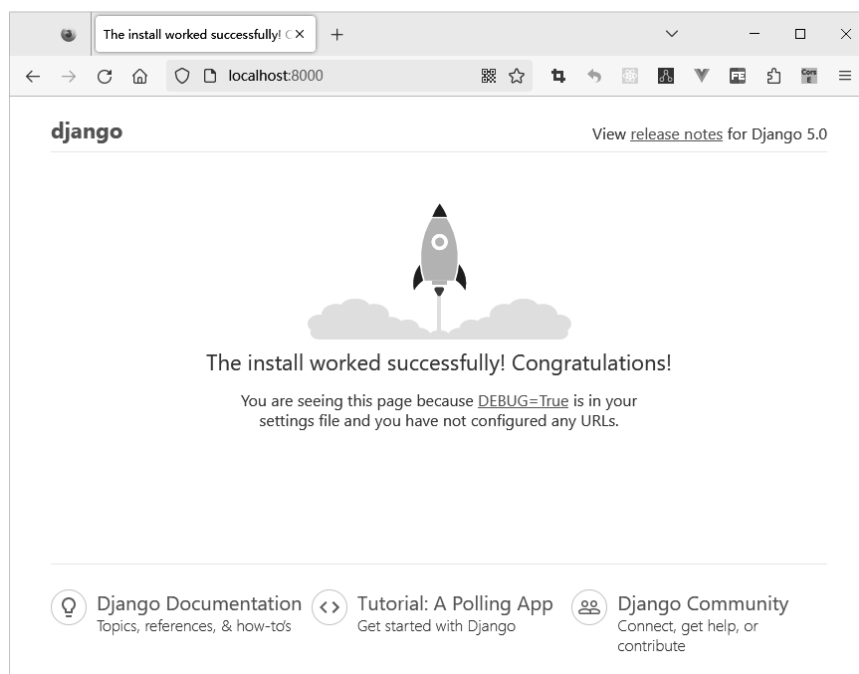 The install worked successfully! C
localhost:8000
FE
Cors
E
django
View release notes for Django 5.0
The install worked successfully! Congratulations!
You are seeing this page because DEBUG=True is in your
settings file and you have not configured any URLs.
Django Documentation
Topics, references, & how-to's
Tutorial: A Polling App
Get started with Django
Django Community
Connect, get help, or
contribute